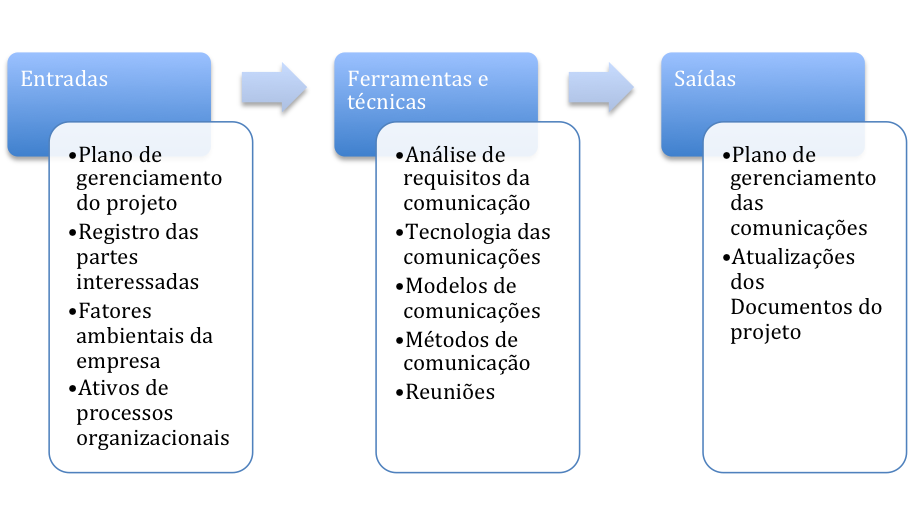 Entradas
•Plano de
gerenciamento
do projeto
•Registro das
partes
interessadas
•Fatores
ambientais da
empresa
•Ativos de
processos
organizacionais
Ferramentas e
técnicas
•Análise de
requisitos da
comunicação
•Tecnologia das
comunicações
•Modelos de
comunicações
•Métodos de
comunicação
•Reuniões
Saídas
•Plano de
gerenciamento
das
comunicações
•Atualizações
dos
Documentos do
projeto